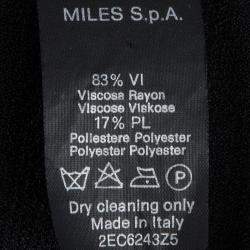 MILES S.p.A.
83% VI
Viscosa Rayon
Viscose Viskose
17% PL
Poliestere Polyester
Polyester Polyester
Dry cleaning only
Made in Italy
2EC6243Z5